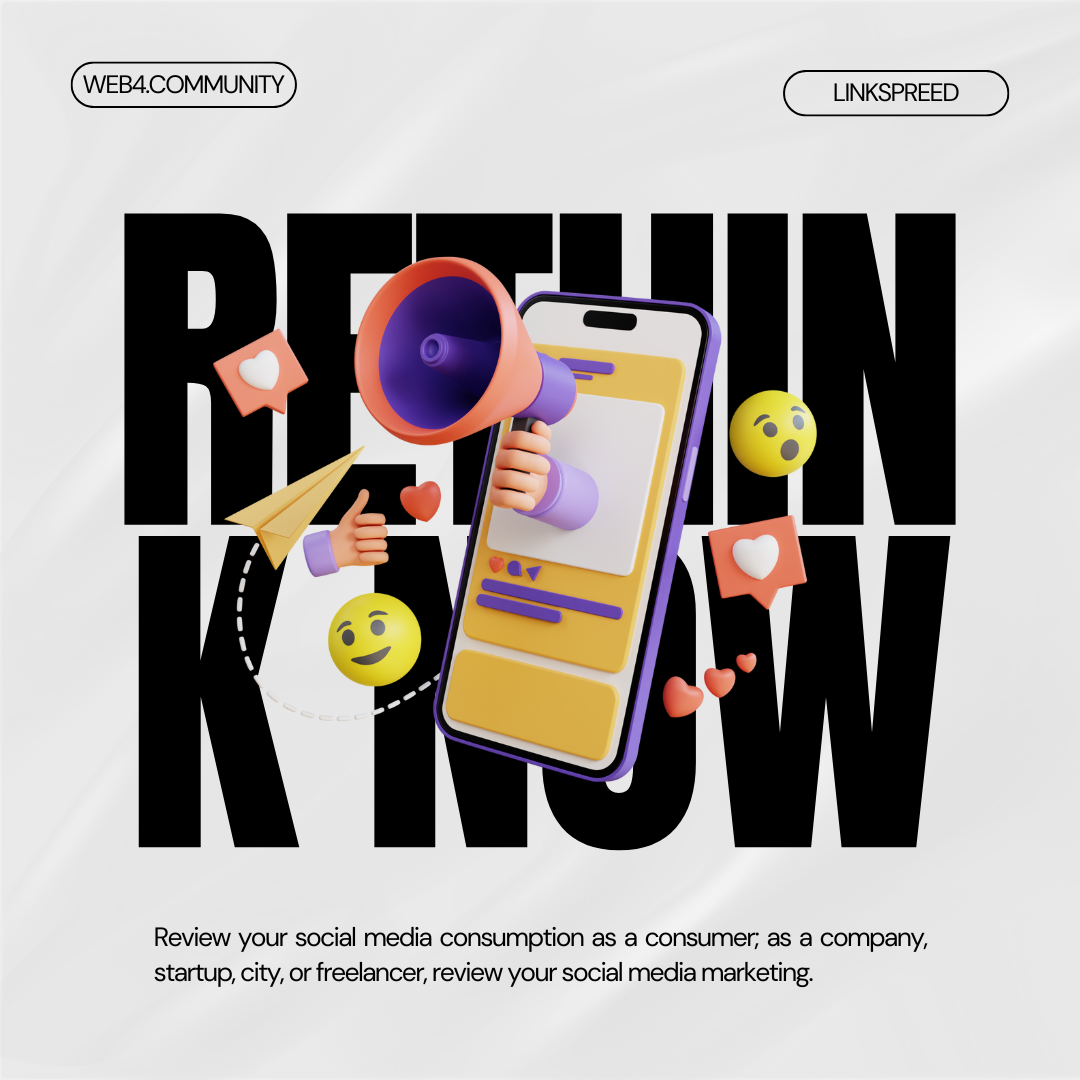 WEB4.COMMUNITY
LINKSPREED
RETHIN
K NOW
Review your social media consumption as a consumer; as a company,
startup, city, or freelancer, review your social media marketing.